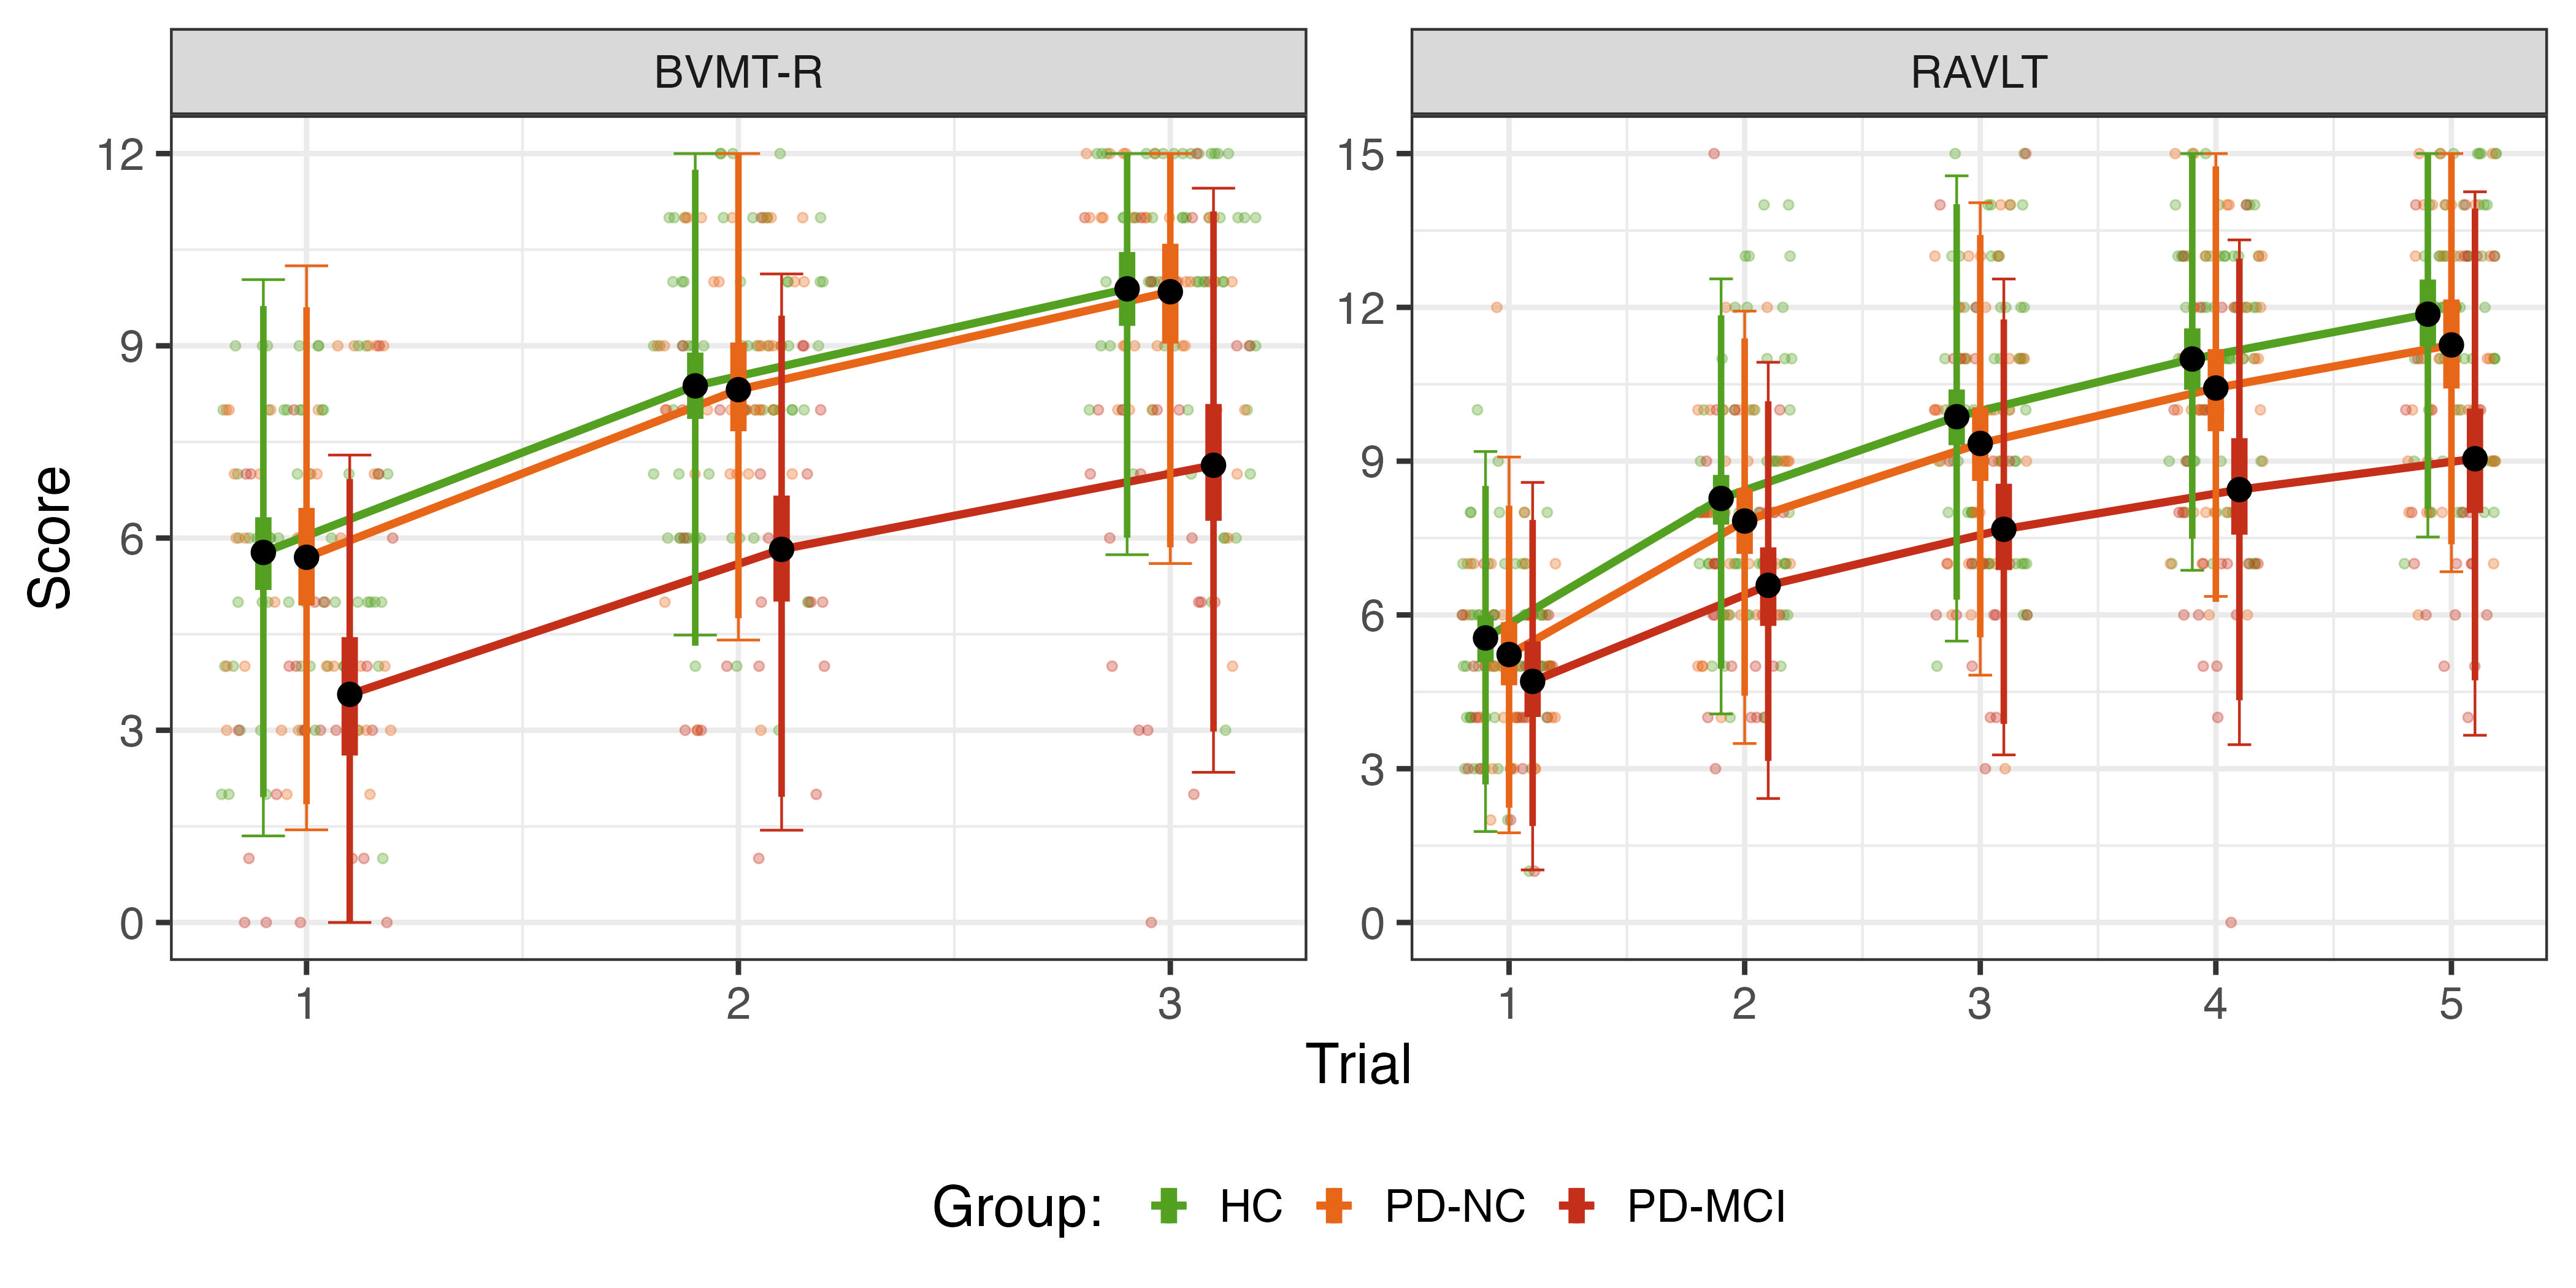 BVMT-R
RAVLT
Score
12
9
6
3
0
15
12
9
6
3
0
1 2 3
1 2 3 4 5
Trial
Group: HC PD-NC PD-MCI